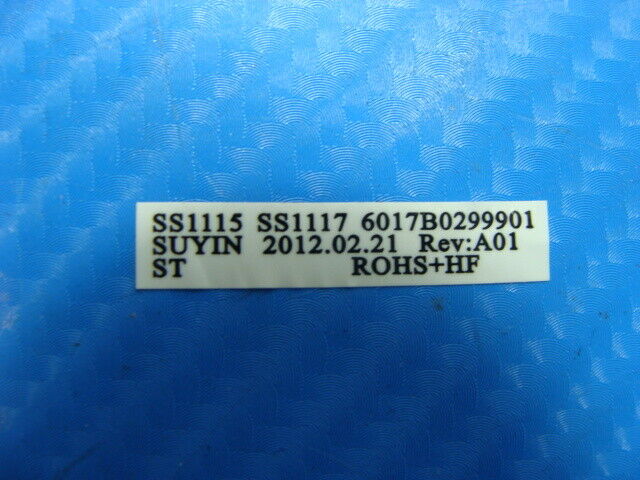 SS1115 SS1117 6017B0299901
SUYIN 2012.02.21 Rev:A01
ST ROHS+HF